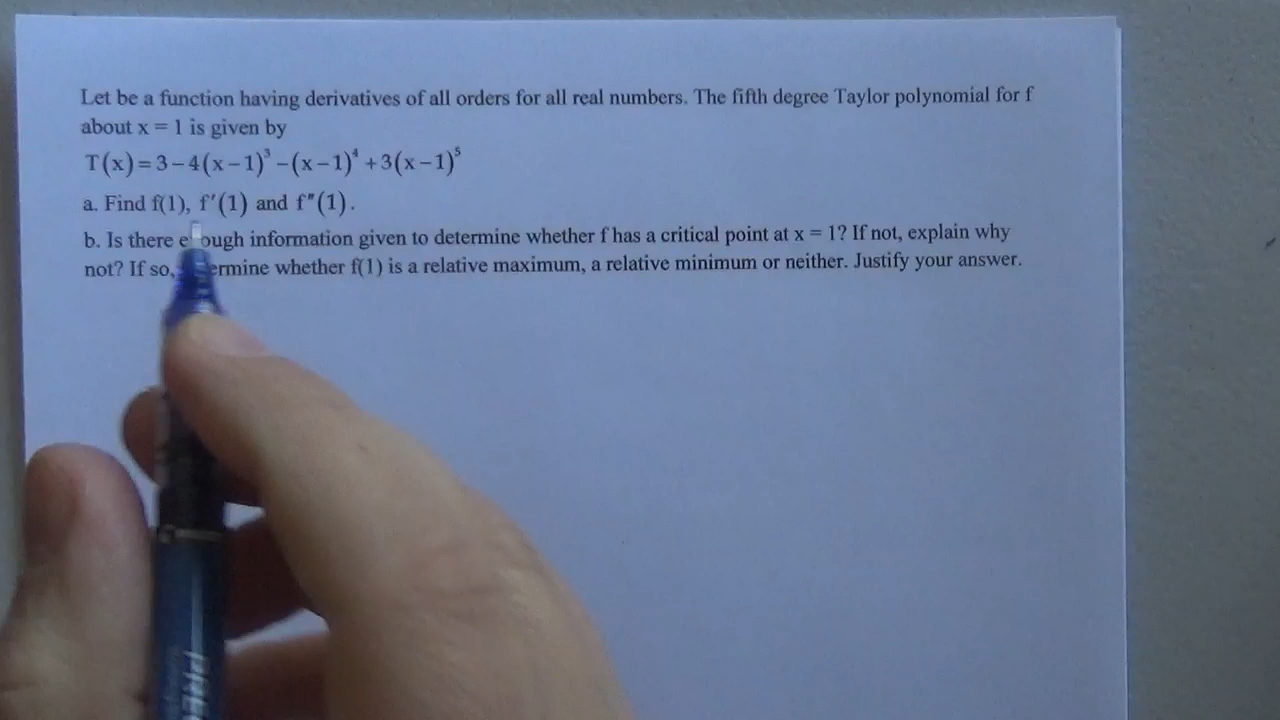 Let be a function having derivatives of all orders for all real numbers. The fifth degree Taylor polynomial for f
about x = 1 is given by
T(x)=3−4(x−1)³−(x−1)⁴+3(x−1)⁵
a. Find f(1), f′(1) and f″(1).
b. Is there ough information given to determine whether f has a critical point at x = 1? If not, explain why
not? If so, ermine whether f(1) is a relative maximum, a relative minimum or neither. Justify your answer.